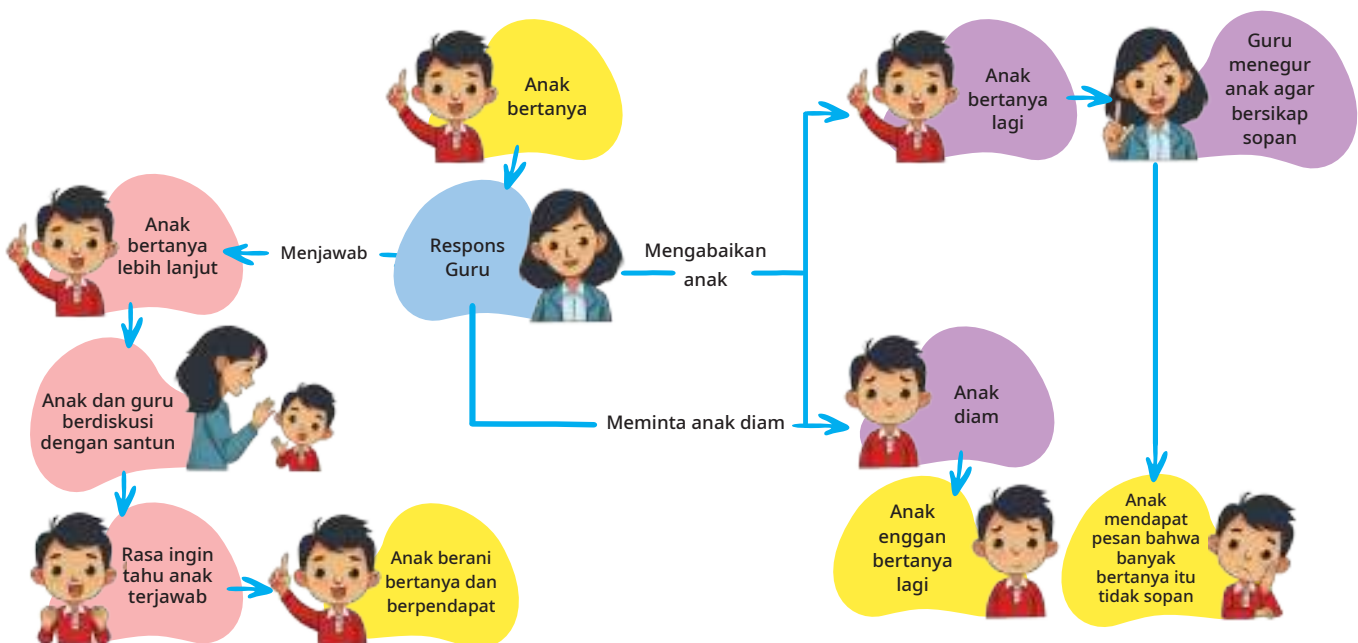 Anak
bertanya
Respons
Guru
Menjawab
Anak
bertanya
lebih lanjut
Anak dan guru
berdiskusi
dengan santun
Rasa ingin
tahu anak
terjawab
Anak berani
bertanya dan
berpendapat
Mengabaikan
anak
Meminta anak diam
Anak
bertanya
lagi
Guru
menegur
anak agar
bersikap
sopan
Anak
diam
Anak
enggan
bertanya
lagi
Anak
mendapat
pesan bahwa
banyak
bertanya itu
tidak sopan